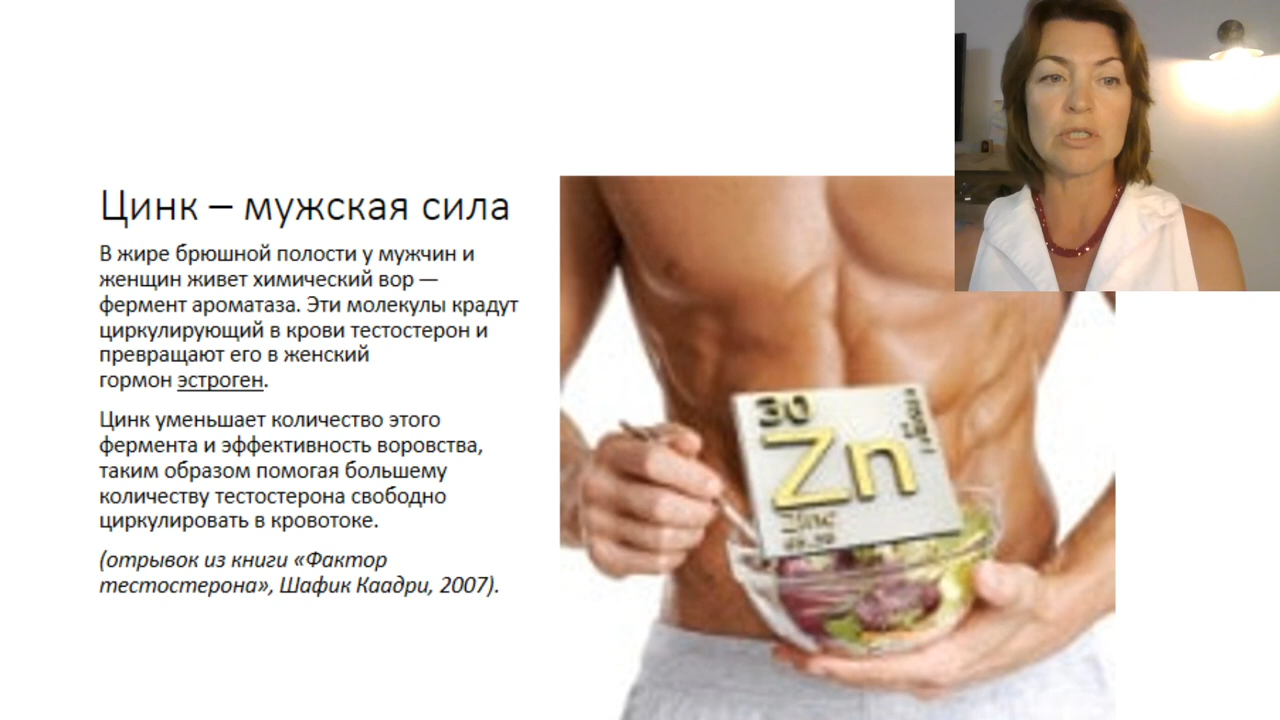 Цинк – мужская сила
В жире брюшной полости у мужчин и
женщин живет химический вор —
фермент ароматаза. Эти молекулы крадут
циркулирующий в крови тестостерон и
превращают его в женский
гормон эстроген.
Цинк уменьшает количество этого
фермента и эффективность воровства,
таким образом помогая большему
количеству тестостерона свободно
циркулировать в кровотоке.
(отрывок из книги «Фактор
тестостерона», Шафик Каадри, 2007).
30
Zn
Zinc